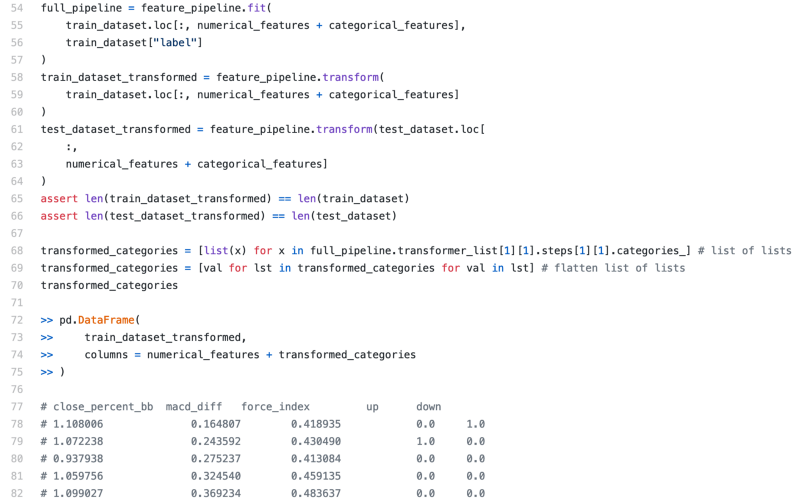 54 full_pipeline = feature_pipeline.fit(
55     train_dataset.loc[:, numerical_features + categorical_features],
56     train_dataset["label"]
57 )
58 train_dataset_transformed = feature_pipeline.transform(
59     train_dataset.loc[:, numerical_features + categorical_features]
60 )
61 test_dataset_transformed = feature_pipeline.transform(test_dataset.loc[
62     :,
63     numerical_features + categorical_features]
64 )
65 assert len(train_dataset_transformed) == len(train_dataset)
66 assert len(test_dataset_transformed) == len(test_dataset)
67
68 transformed_categories = [list(x) for x in full_pipeline.transformer_list[1][1].steps[1][1].categories_] # list of lists
69 transformed_categories = [val for lst in transformed_categories for val in lst] # flatten list of lists
70 transformed_categories
71
72 >> pd.DataFrame(
73 >>     train_dataset_transformed,
74 >>     columns = numerical_features + transformed_categories
75 >> )
76
77 # close_percent_bb  macd_diff   force_index         up      down
78 # 1.108006              0.164807        0.418935            0.0     1.0
79 # 1.072238              0.243592        0.430490            1.0     0.0
80 # 0.937938              0.275237        0.413084            0.0     0.0
81 # 1.059756              0.324540        0.459135            0.0     0.0
82 # 1.099027              0.369234        0.483637            0.0     0.0